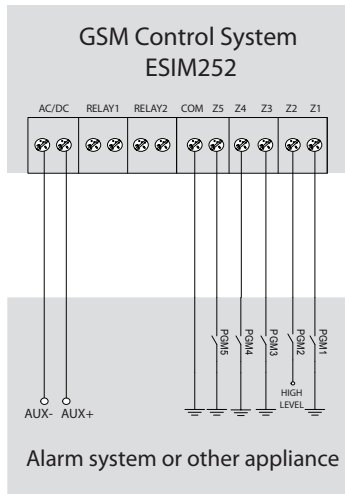 GSM Control System
ESIM252
AC/DC RELAY1 RELAY2 COM Z5 Z4 Z3 Z2 Z1
PGM5 PGM4 PGM3 PGM2 PGM1
HIGH
LEVEL
AUX- AUX+
Alarm system or other appliance